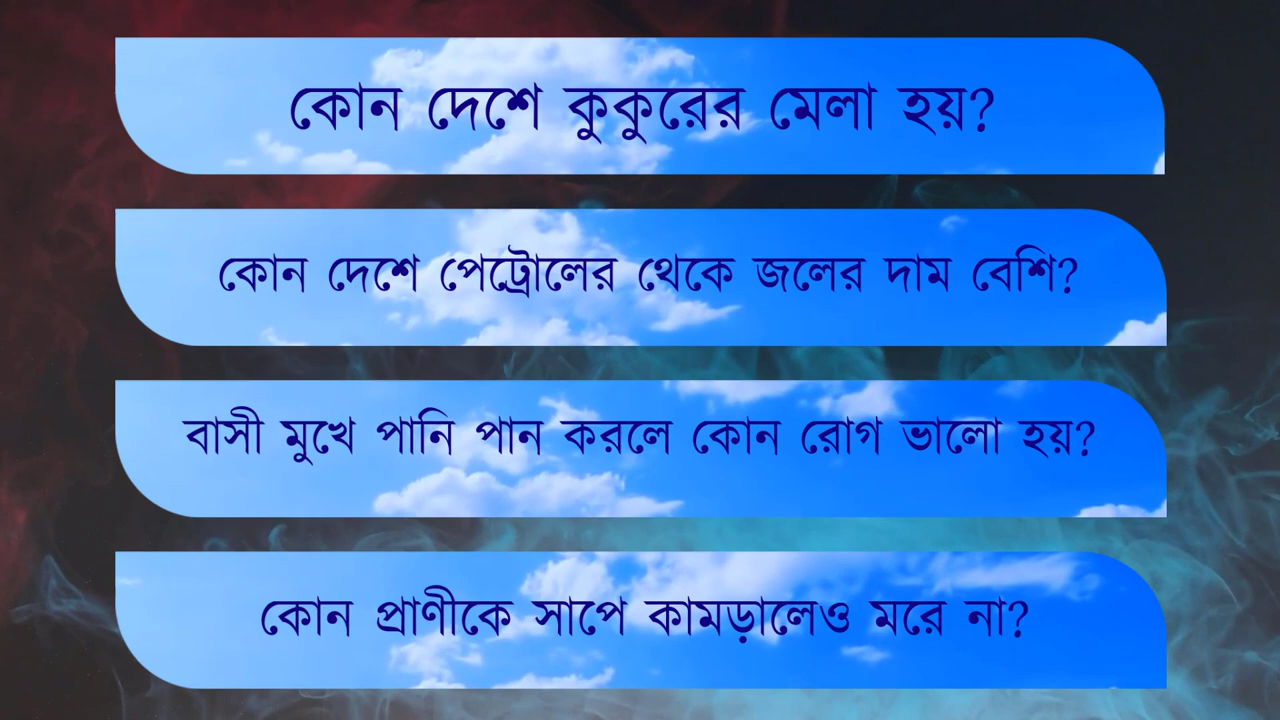 কোন দেশে কুকুরের মেলা হয়?
কোন দেশে পেট্রোলের থেকে জলের দাম বেশি?
বাসী মুখে পানি পান করলে কোন রোগ ভালো হয়?
কোন প্রাণীকে সাপে কামড়ালেও মরে না?